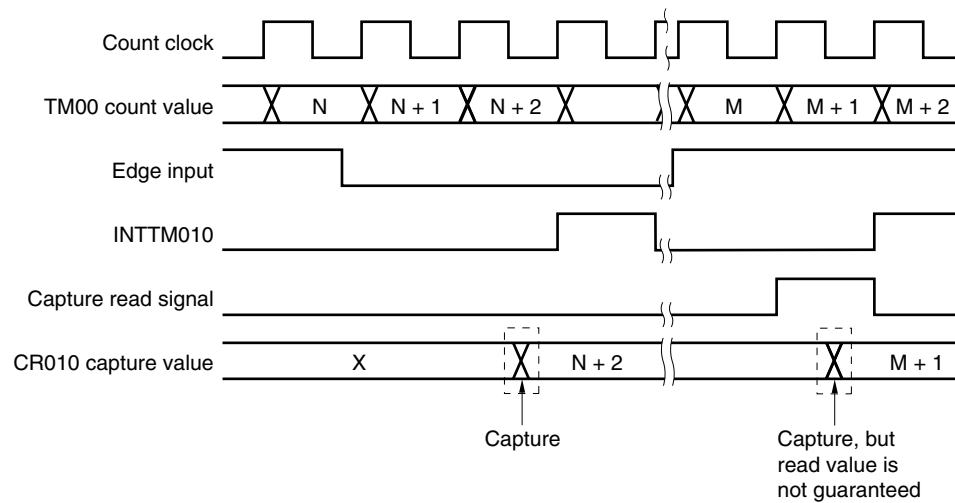 Count clock
TM00 count value
N
N + 1
N + 2
M
M + 1
M + 2
Edge input
INTTM010
Capture read signal
CR010 capture value
X
N + 2
M + 1
Capture
Capture, but
read value is
not guaranteed